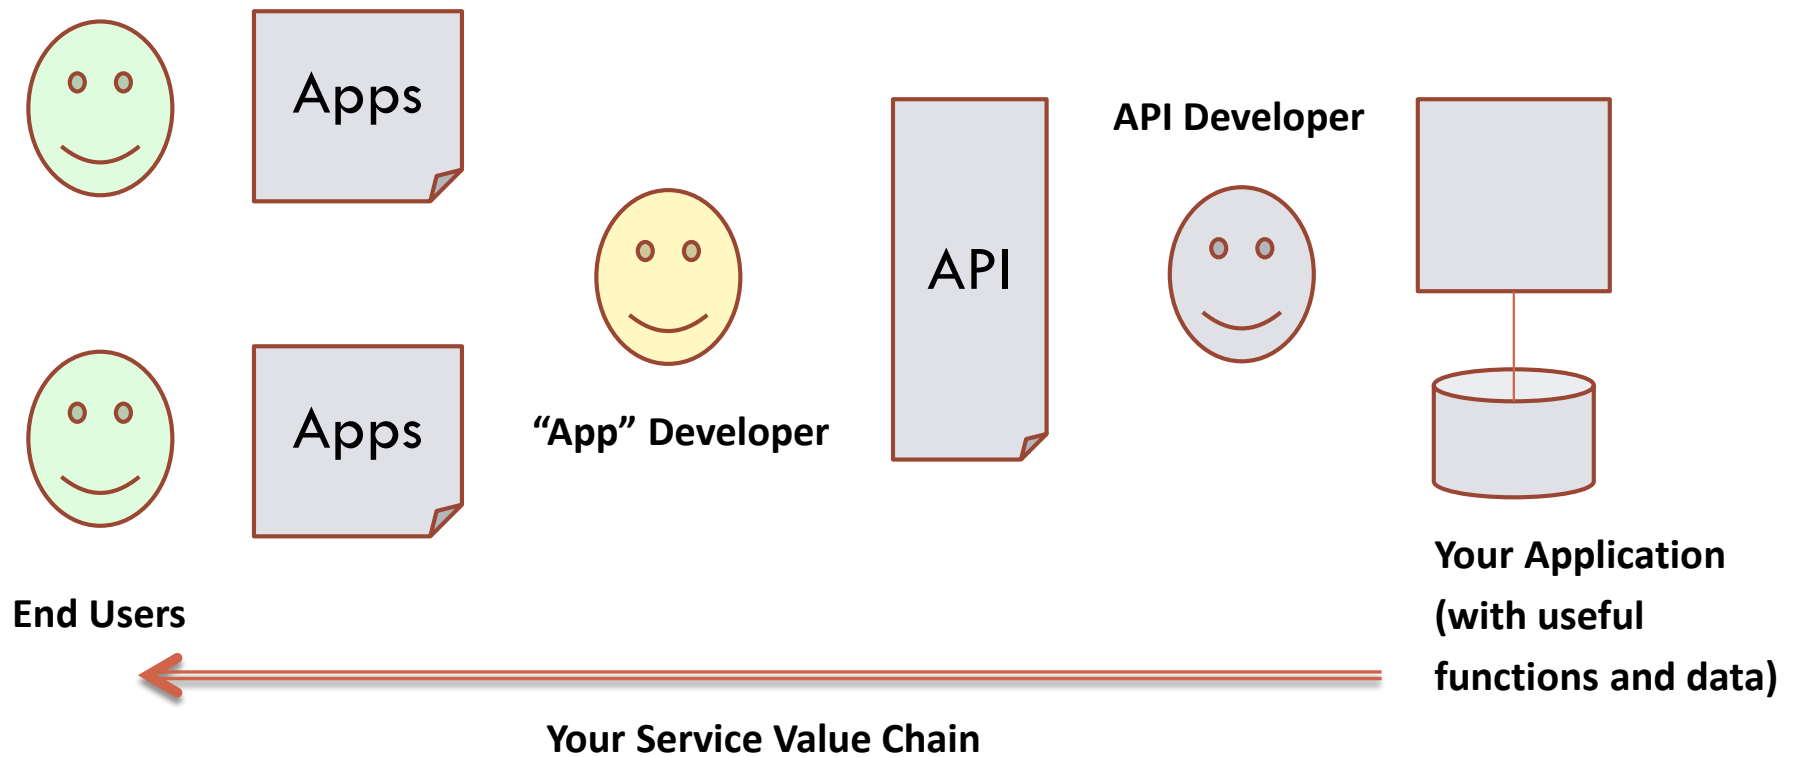 Apps
API Developer
API
Apps
“App” Developer
Your Application
(with useful
functions and data)
End Users
Your Service Value Chain